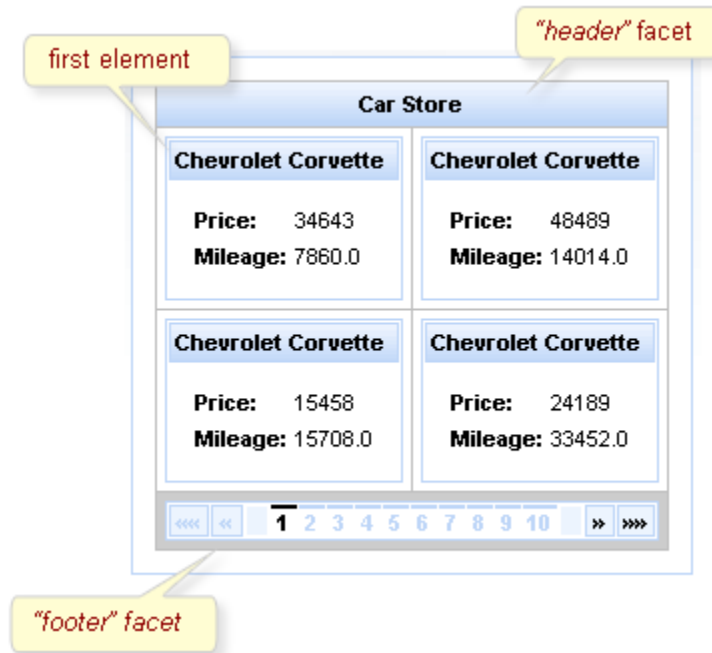 “header” facet
first element
Car Store
Chevrolet Corvette
Price: 34643
Mileage: 7860.0
Chevrolet Corvette
Price: 48489
Mileage: 14014.0
Chevrolet Corvette
Price: 15458
Mileage: 15708.0
Chevrolet Corvette
Price: 24189
Mileage: 33452.0
«« « 1 2 3 4 5 6 7 8 9 10 » »»
“footer” facet